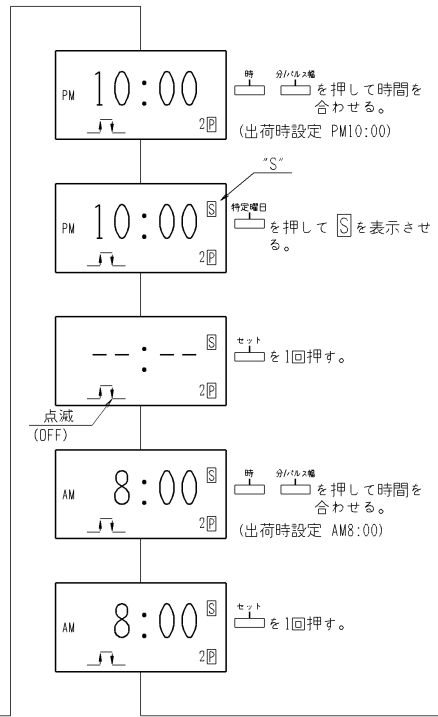 PM 10:00
2P
時 分/パルス幅
を押して時間を
合わせる。
(出荷時設定 PM10:00)
"S"
PM 10:00 S
2P
特定曜日
を押して S を表示させ
る。
--:-- S
2P
セット
を1回押す。
点滅
(OFF)
AM 8:00 S
2P
時 分/パルス幅
を押して時間を
合わせる。
(出荷時設定 AM8:00)
AM 8:00 S
2P
セット
を1回押す。